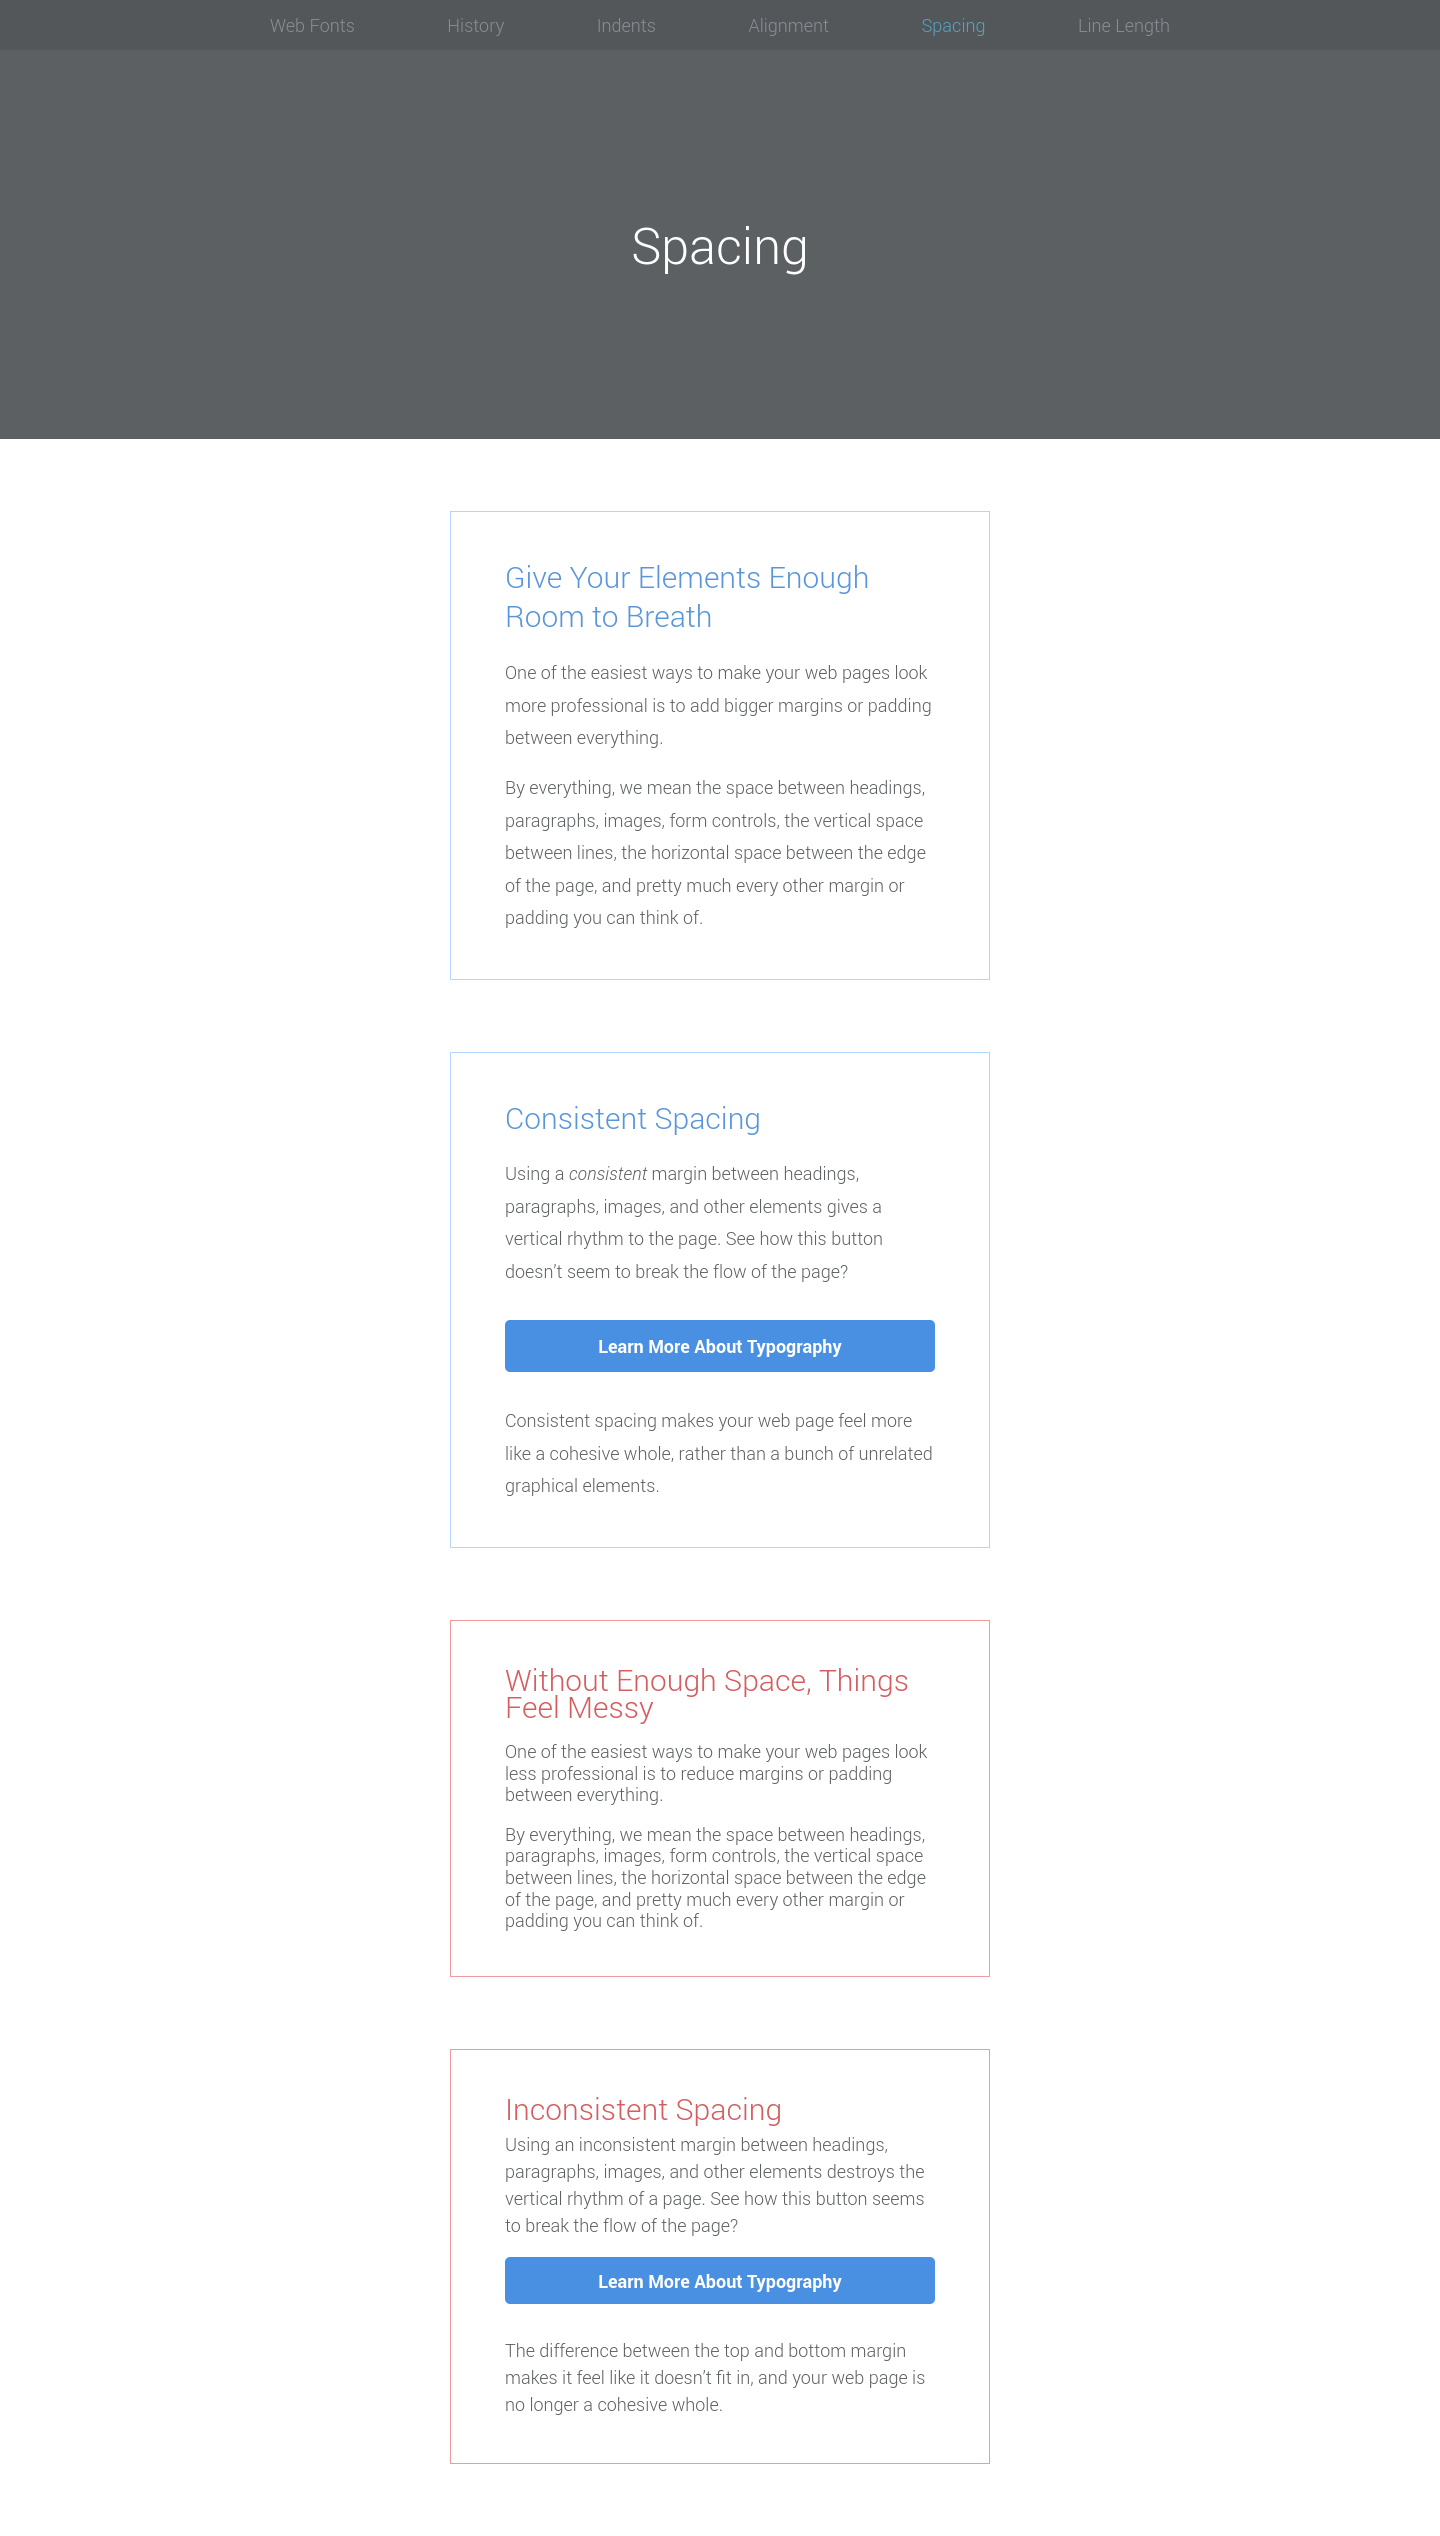 Web Fonts History Indents Alignment Spacing Line Length
Spacing
Give Your Elements Enough
Room to Breath
One of the easiest ways to make your web pages look
more professional is to add bigger margins or padding
between everything.
By everything, we mean the space between headings,
paragraphs, images, form controls, the vertical space
between lines, the horizontal space between the edge
of the page, and pretty much every other margin or
padding you can think of.
Consistent Spacing
Using a consistent margin between headings,
paragraphs, images, and other elements gives a
vertical rhythm to the page. See how this button
doesn’t seem to break the flow of the page?
Learn More About Typography
Consistent spacing makes your web page feel more
like a cohesive whole, rather than a bunch of unrelated
graphical elements.
Without Enough Space, Things
Feel Messy
One of the easiest ways to make your web pages look
less professional is to reduce margins or padding
between everything.
By everything, we mean the space between headings,
paragraphs, images, form controls, the vertical space
between lines, the horizontal space between the edge
of the page, and pretty much every other margin or
padding you can think of.
Inconsistent Spacing
Using an inconsistent margin between headings,
paragraphs, images, and other elements destroys the
vertical rhythm of a page. See how this button seems
to break the flow of the page?
Learn More About Typography
The difference between the top and bottom margin
makes it feel like it doesn’t fit in, and your web page is
no longer a cohesive whole.